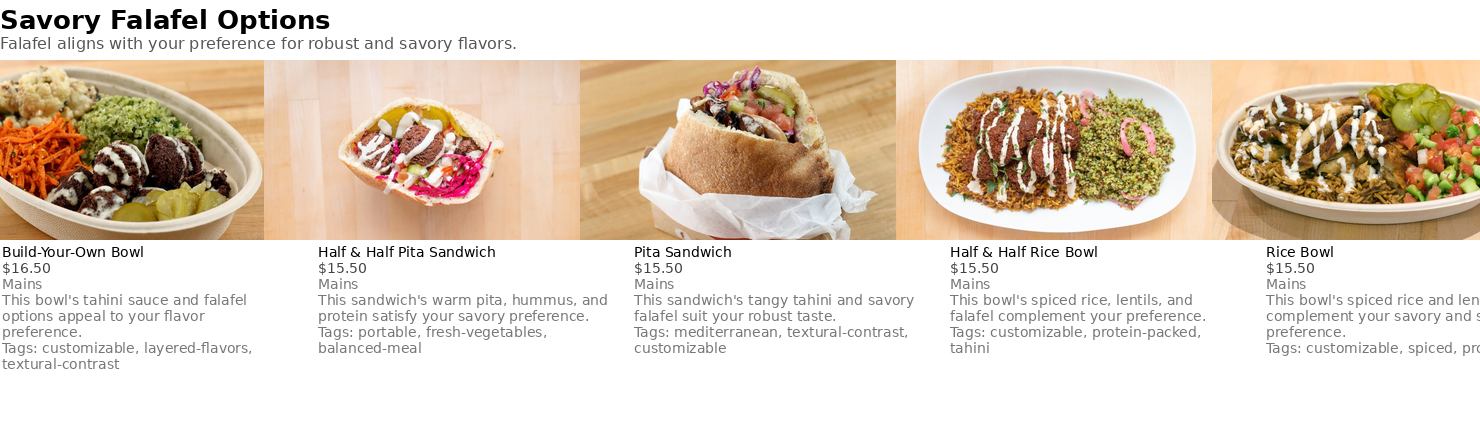 Savory Falafel Options
Falafel aligns with your preference for robust and savory flavors.
Build-Your-Own Bowl
$16.50
Mains
This bowl's tahini sauce and falafel
options appeal to your flavor
preference.
Tags: customizable, layered-flavors,
textural-contrast
Half & Half Pita Sandwich
$15.50
Mains
This sandwich's warm pita, hummus, and
protein satisfy your savory preference.
Tags: portable, fresh-vegetables,
balanced-meal
Pita Sandwich
$15.50
Mains
This sandwich's tangy tahini and savory
falafel suit your robust taste.
Tags: mediterranean, textural-contrast,
customizable
Half & Half Rice Bowl
$15.50
Mains
This bowl's spiced rice, lentils, and
falafel complement your preference.
Tags: customizable, protein-packed,
tahini
Rice Bowl
$15.50
Mains
This bowl's spiced rice and
complement your savory and
preference.
Tags: customizable, spiced,